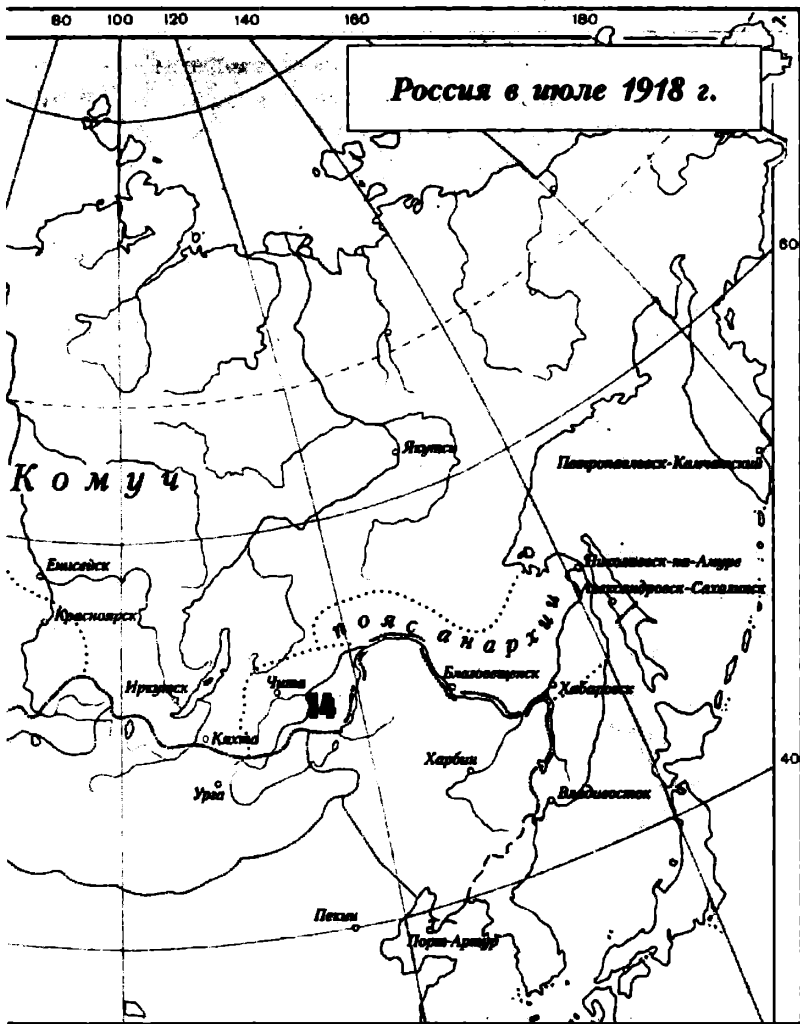 80 100 120 140 160 180
Россия в июле 1918 г.
60
Якутск
Петропавловск-Камчатский
Комуч
Николаевск-на-Амуре
Енисейск
Александровск-Сахалинск
Красноярск
пояс анархии
Благовещенск
Иркутск
Чита
Хабаровск
14
Кяхта
Харбин
40
Урга
Владивосток
Пекин
Порт-Артур